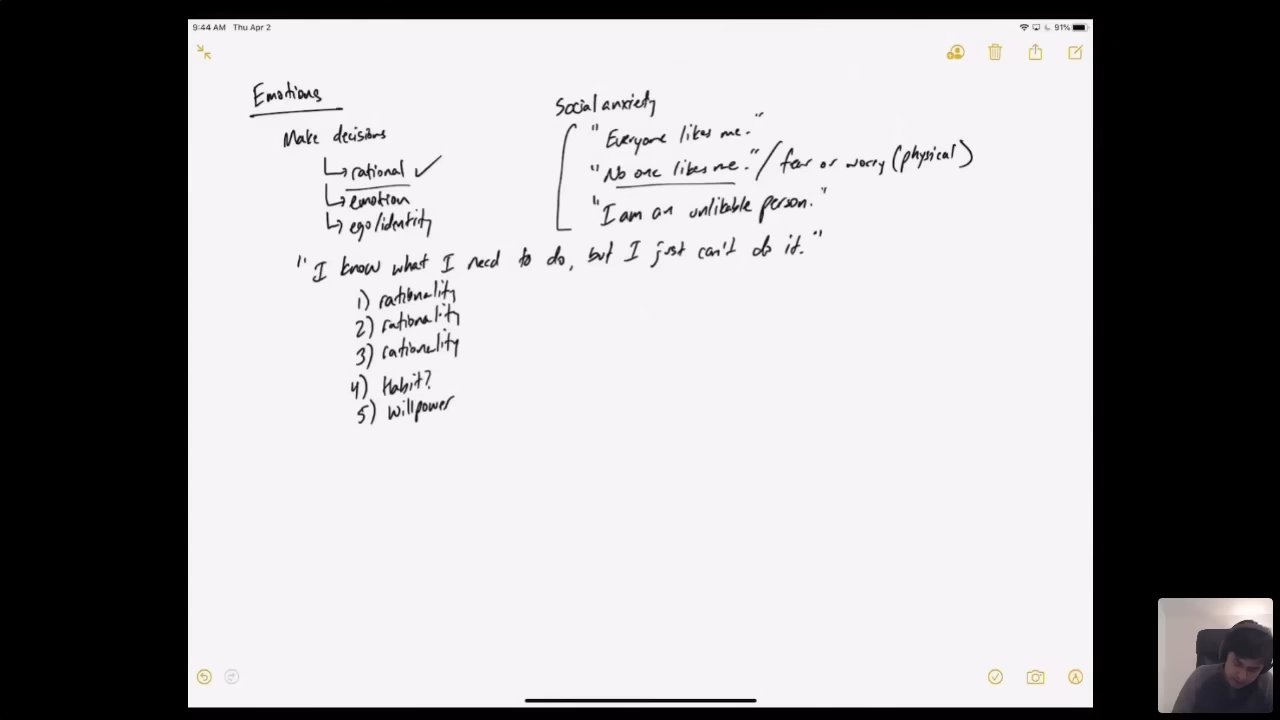 9:44 AM Thu Apr 2
91%
Emotions
Make decisions
rational ✓
emotion
ego/identity
Social anxiety
"Everyone likes me."
"No one likes me." / fear or worry (physical)
"I am an unlikable person."
"I know what I need to do, but I just can't do it."
1) rationality
2) rationality
3) rationality
4) Habit?
5) willpower